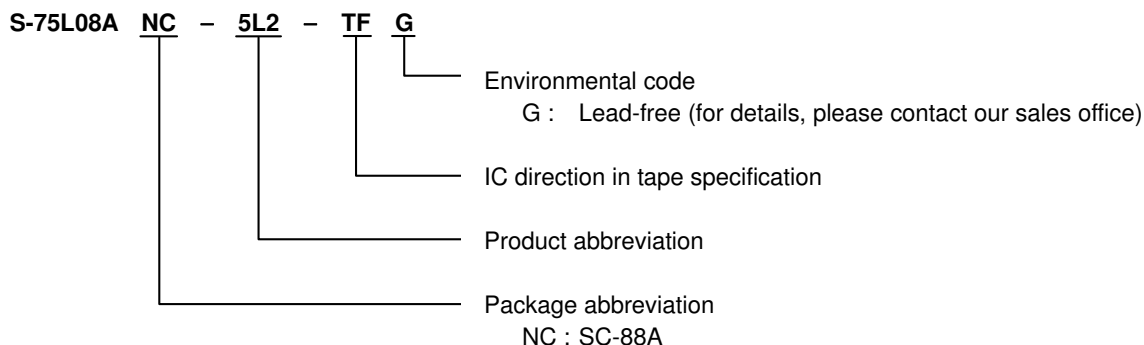 S-75L08A NC – 5L2 – TF G
Environmental code
G : Lead-free (for details, please contact our sales office)
IC direction in tape specification
Product abbreviation
Package abbreviation
NC : SC-88A